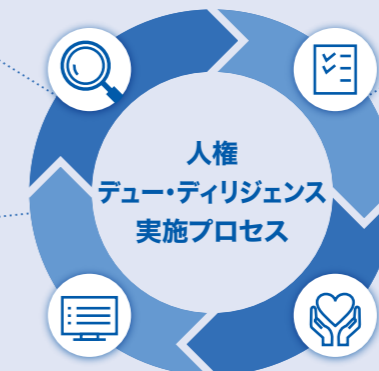 人権
デュー・ディリジェンス
実施プロセス